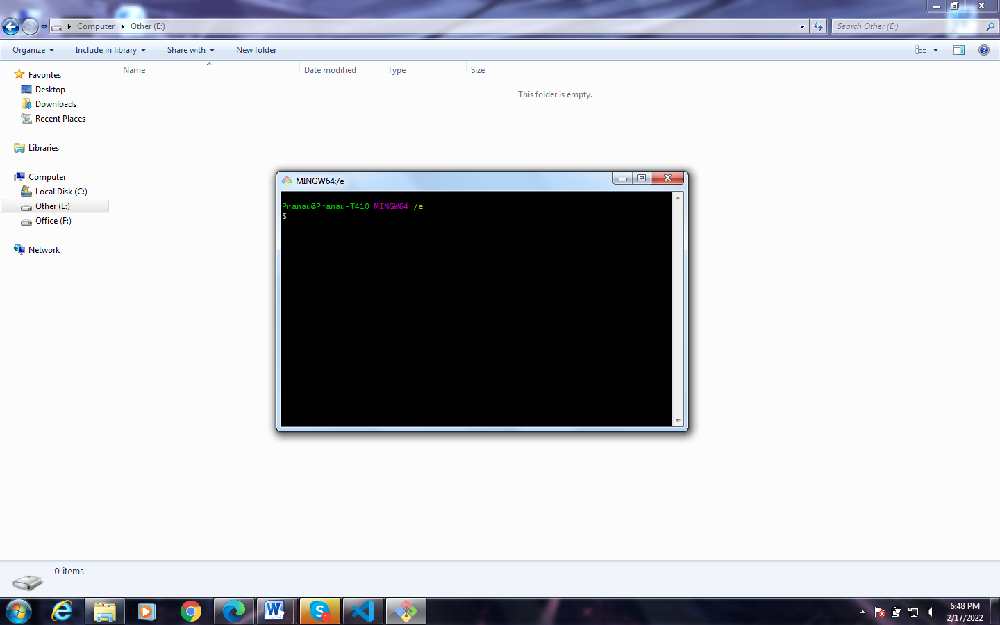 Computer Other (E:)
Search Other (E:)
Organize Include in library Share with New folder
Name Date modified Type Size
This folder is empty.
Favorites
Desktop
Downloads
Recent Places
Libraries
Computer
Local Disk (C:)
Other (E:)
Office (F:)
Network
MINGW64:/e
Pranau@Pranau-T410 MINGW64 /e
$
0 items
1
6:48 PM
2/17/2022